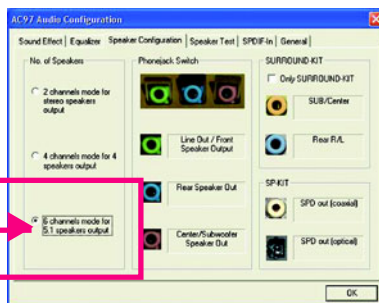 AC97 Audio Configuration
Sound Effect | Equalizer | Speaker Configuration | Speaker Test | SPDIF-In | General
No. of Speakers
2 channels mode for
stereo speakers
output
4 channels mode for 4
speakers output
6 channels mode for
5.1 speakers output
Phonejack Switch
Line Out / Front
Speaker Output
Rear Speaker Out
Center/Subwoofer
Speaker Out
SURROUND-KIT
Only SURROUND-KIT
SUB/Center
Rear R/L
SP-KIT
SPD out (coaxial)
SPD out (optical)
OK